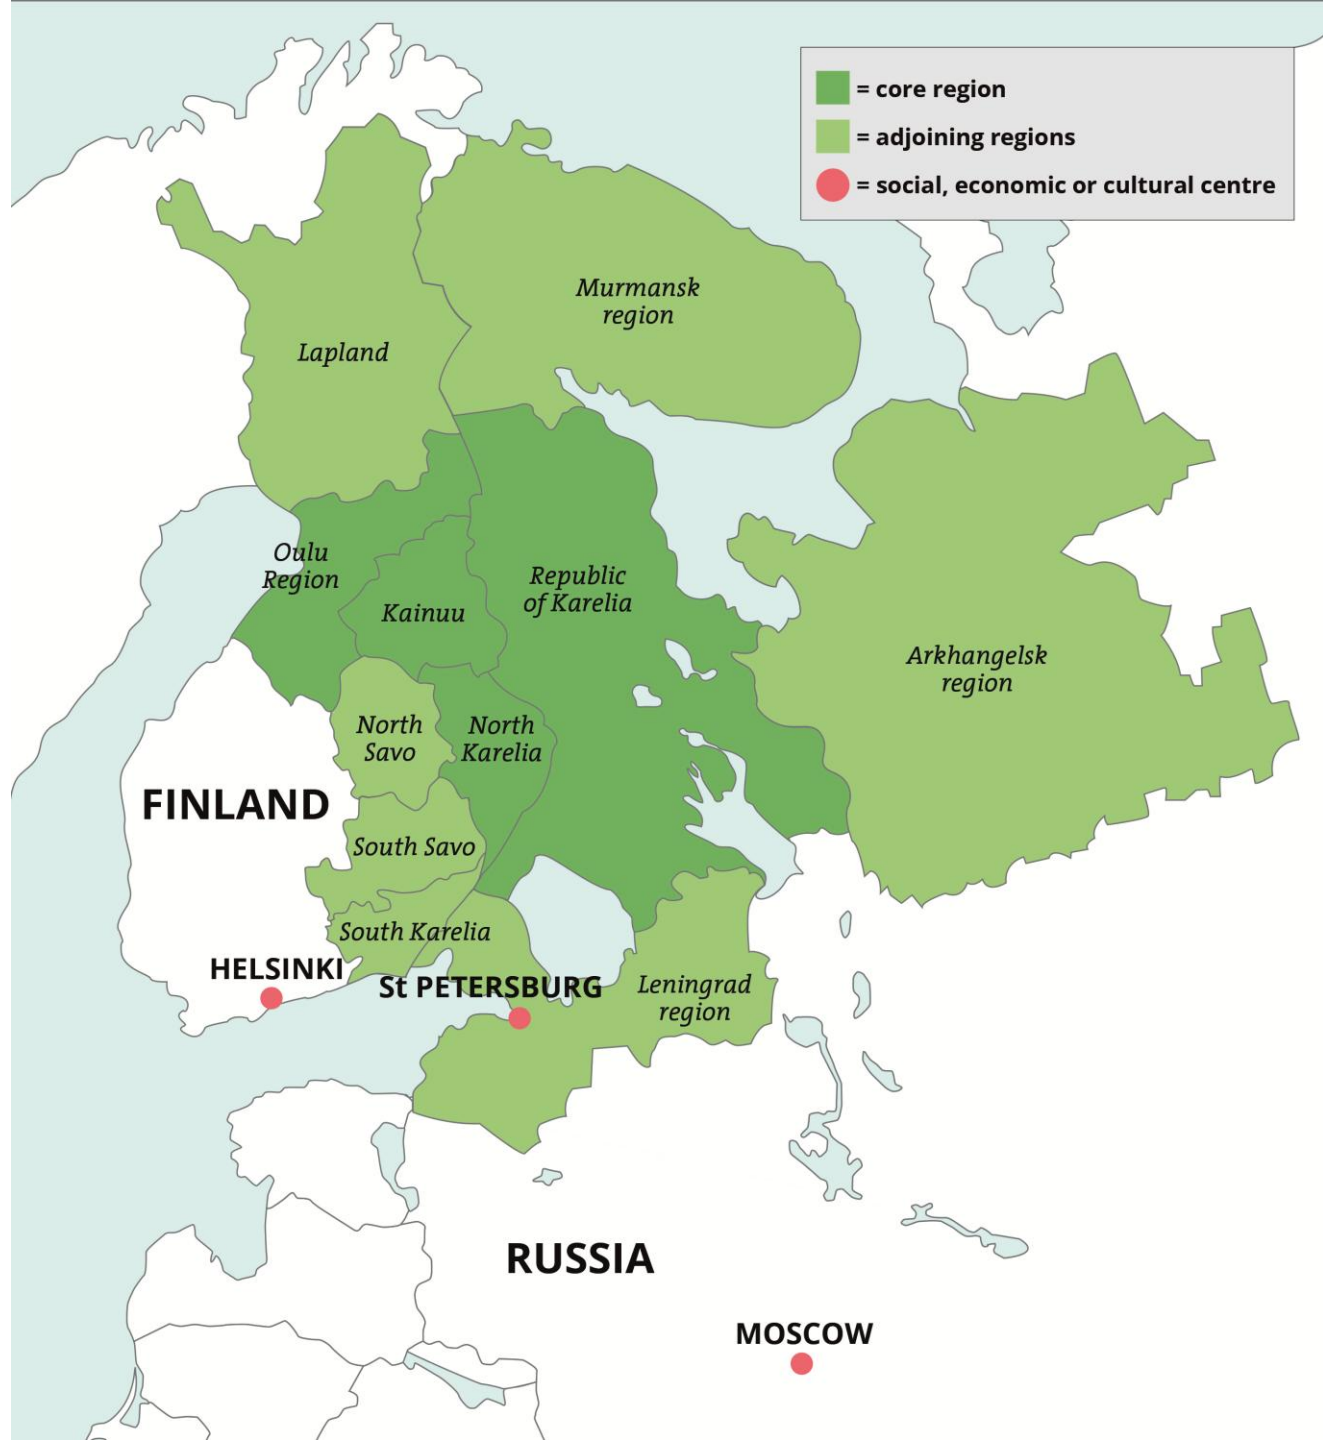 = core region
= adjoining regions
= social, economic or cultural centre
Murmansk
region
Lapland
Oulu
Region
Kainuu
Republic
of Karelia
Arkhangelsk
region
North
Savo
North
Karelia
FINLAND
South Savo
South Karelia
HELSINKI
St PETERSBURG
Leningrad
region
RUSSIA
MOSCOW